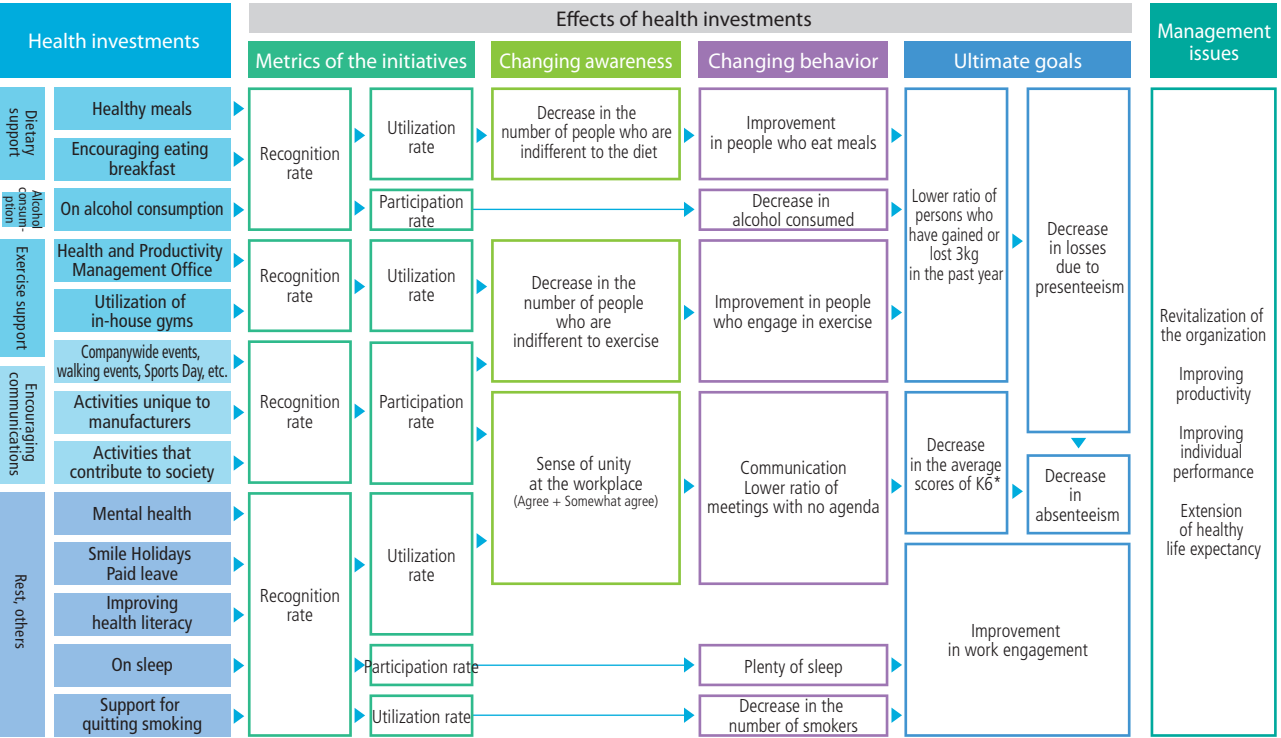 Health investments
Effects of health investments
Management
issues
Metrics of the initiatives
Changing awareness
Changing behavior
Ultimate goals
Dietary
support
Healthy meals
Encouraging eating
breakfast
Alcohol
consum-
ption
On alcohol consumption
Exercise support
Health and Productivity
Management Office
Utilization of
in-house gyms
Companywide events,
walking events, Sports Day, etc.
Encouraging
communications
Activities unique to
manufacturers
Activities that
contribute to society
Rest, others
Mental health
Smile Holidays
Paid leave
Improving
health literacy
On sleep
Support for
quitting smoking
Recognition
rate
Recognition
rate
Recognition
rate
Recognition
rate
Utilization
rate
Participation
rate
Utilization
rate
Participation
rate
Utilization
rate
Participation rate
Utilization rate
Decrease in the
number of people who are
indifferent to the diet
Decrease in the
number of people
who are
indifferent to exercise
Sense of unity
at the workplace
(Agree + Somewhat agree)
Improvement
in people who eat meals
Decrease in
alcohol consumed
Improvement in people
who engage in exercise
Communication
Lower ratio of
meetings with no agenda
Plenty of sleep
Decrease in the
number of smokers
Lower ratio of
persons who
have gained or
lost 3kg
in the past year
Decrease
in losses
due to
presenteeism
Decrease
in the average
scores of K6*
Decrease
in
absenteeism
Improvement
in work engagement
Revitalization of
the organization
Improving
productivity
Improving
individual
performance
Extension
of healthy
life expectancy